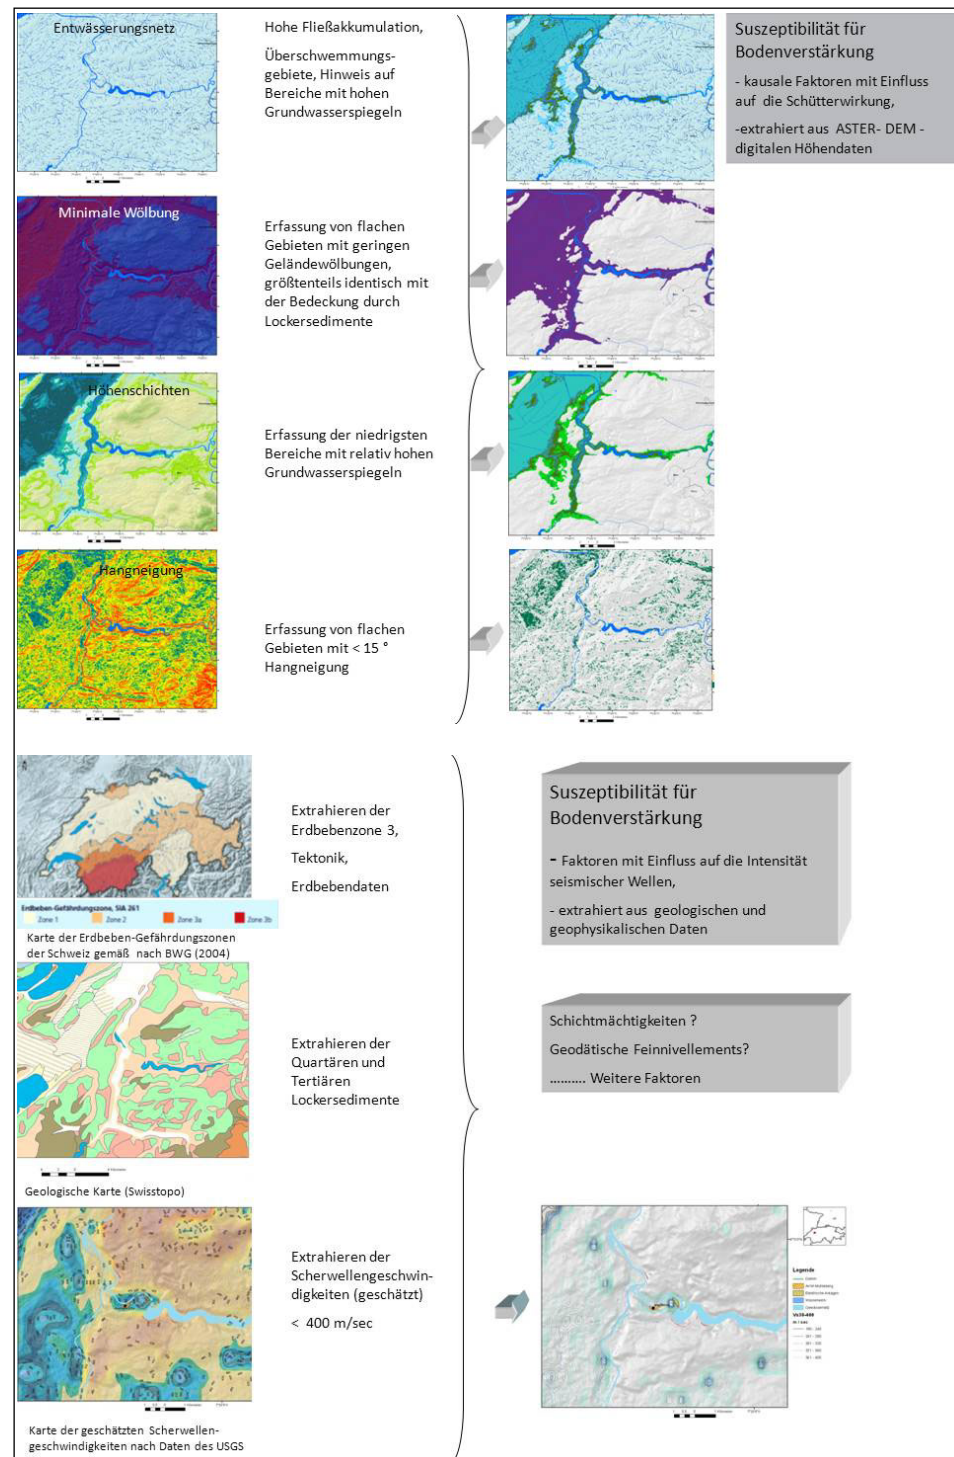 Entwässerungsnetz
Hohe Fließakkumulation,
Überschwemmungs-
gebiete, Hinweis auf
Bereiche mit hohen
Grundwasserspiegeln
Suszeptibilität für
Bodenverstärkung
- kausale Faktoren mit Einfluss
auf die Schütterwirkung,
-extrahiert aus ASTER- DEM -
digitalen Höhendaten
Minimale Wölbung
Erfassung von flachen
Gebieten mit geringen
Geländewölbungen,
größtenteils identisch mit
der Bedeckung durch
Lockersedimente
Höhenschichten
Erfassung der niedrigsten
Bereiche mit relativ hohen
Grundwasserspiegeln
Hangneigung
Erfassung von flachen
Gebieten mit < 15 °
Hangneigung
Extrahieren der
Erdbebenzone 3,
Tektonik,
Erdbebendaten
Erdbeben-Gefährdungszone, SIA 261
Zone 1 Zone 2 Zone 3a Zone 3b
Karte der Erdbeben-Gefährdungszonen
der Schweiz gemäß nach BWG (2004)
Suszeptibilität für
Bodenverstärkung
- Faktoren mit Einfluss auf die Intensität
seismischer Wellen,
- extrahiert aus geologischen und
geophysikalischen Daten
Extrahieren der
Quartären und
Tertiären
Lockersedimente
Schichtmächtigkeiten ?
Geodätische Feinnivellements?
.......... Weitere Faktoren
Geologische Karte (Swisstopo)
Extrahieren der
Scherwellengeschwin-
digkeiten (geschätzt)
< 400 m/sec
Legende
Karte der geschätzten Scherwellen-
geschwindigkeiten nach Daten des USGS